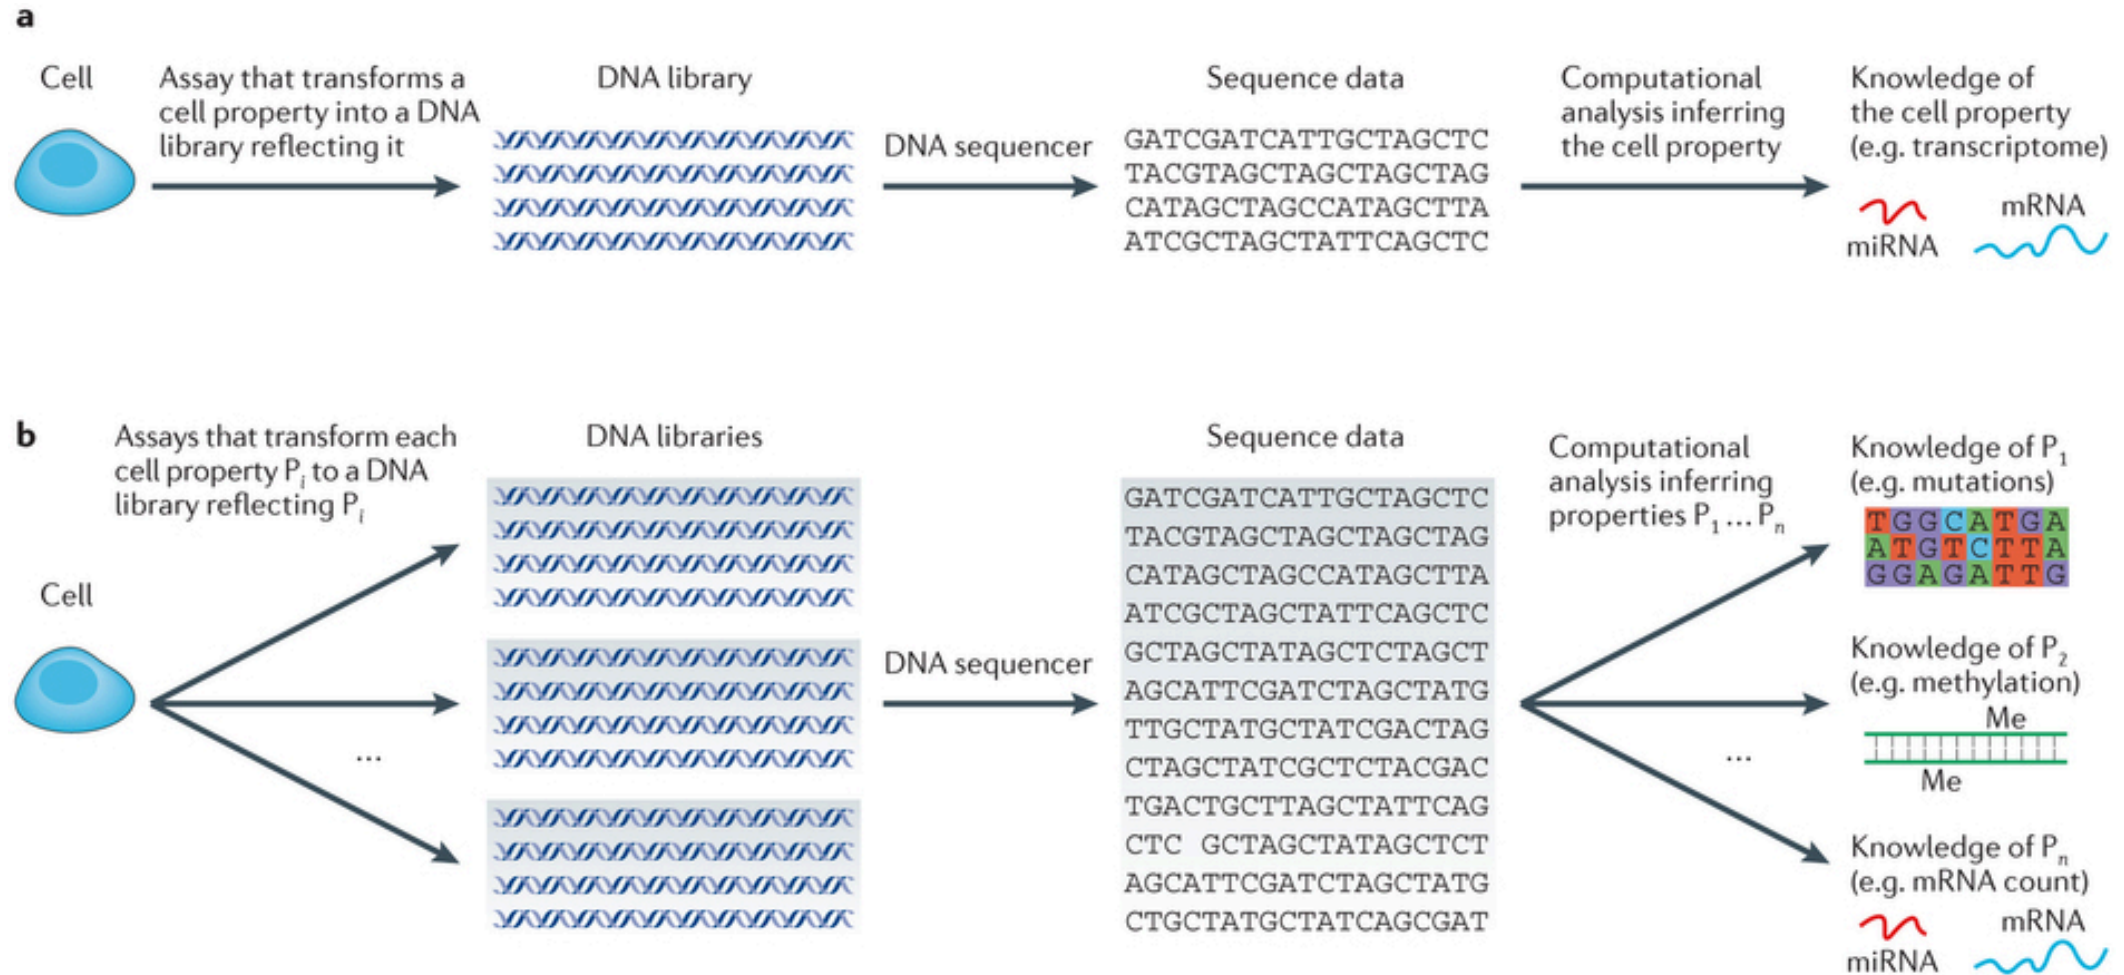 a
Cell
Assay that transforms a
cell property into a DNA
library reflecting it
DNA library
DNA sequencer
Sequence data
GATCGATCATTGCTAGCTC
TACGTAGCTAGCTAGCTAG
CATAGCTAGCCATAGCTTA
ATCGCTAGCTATTCAGCTC
Computational
analysis inferring
the cell property
Knowledge of
the cell property
(e.g. transcriptome)
miRNA
mRNA
b
Assays that transform each
cell property Pi to a DNA
library reflecting Pi
Cell
...
DNA libraries
DNA sequencer
Sequence data
GATCGATCATTGCTAGCTC
TACGTAGCTAGCTAGCTAG
CATAGCTAGCCATAGCTTA
ATCGCTAGCTATTCAGCTC
GCTAGCTATAGCTCTAGCT
AGCATTCGATCTAGCTATG
TTGCTATGCTATCGACTAG
CTAGCTATCGCTCTACGAC
TGACTGCTTAGCTATTCAG
CTC GCTAGCTATAGCTCT
AGCATTCGATCTAGCTATG
CTGCTATGCTATCAGCGAT
Computational
analysis inferring
properties P1...Pn
...
Knowledge of P1
(e.g. mutations)
TGGCATGA
ATGTCTTA
GGAGATTG
Knowledge of P2
(e.g. methylation)
Me
Me
Knowledge of Pn
(e.g. mRNA count)
miRNA
mRNA